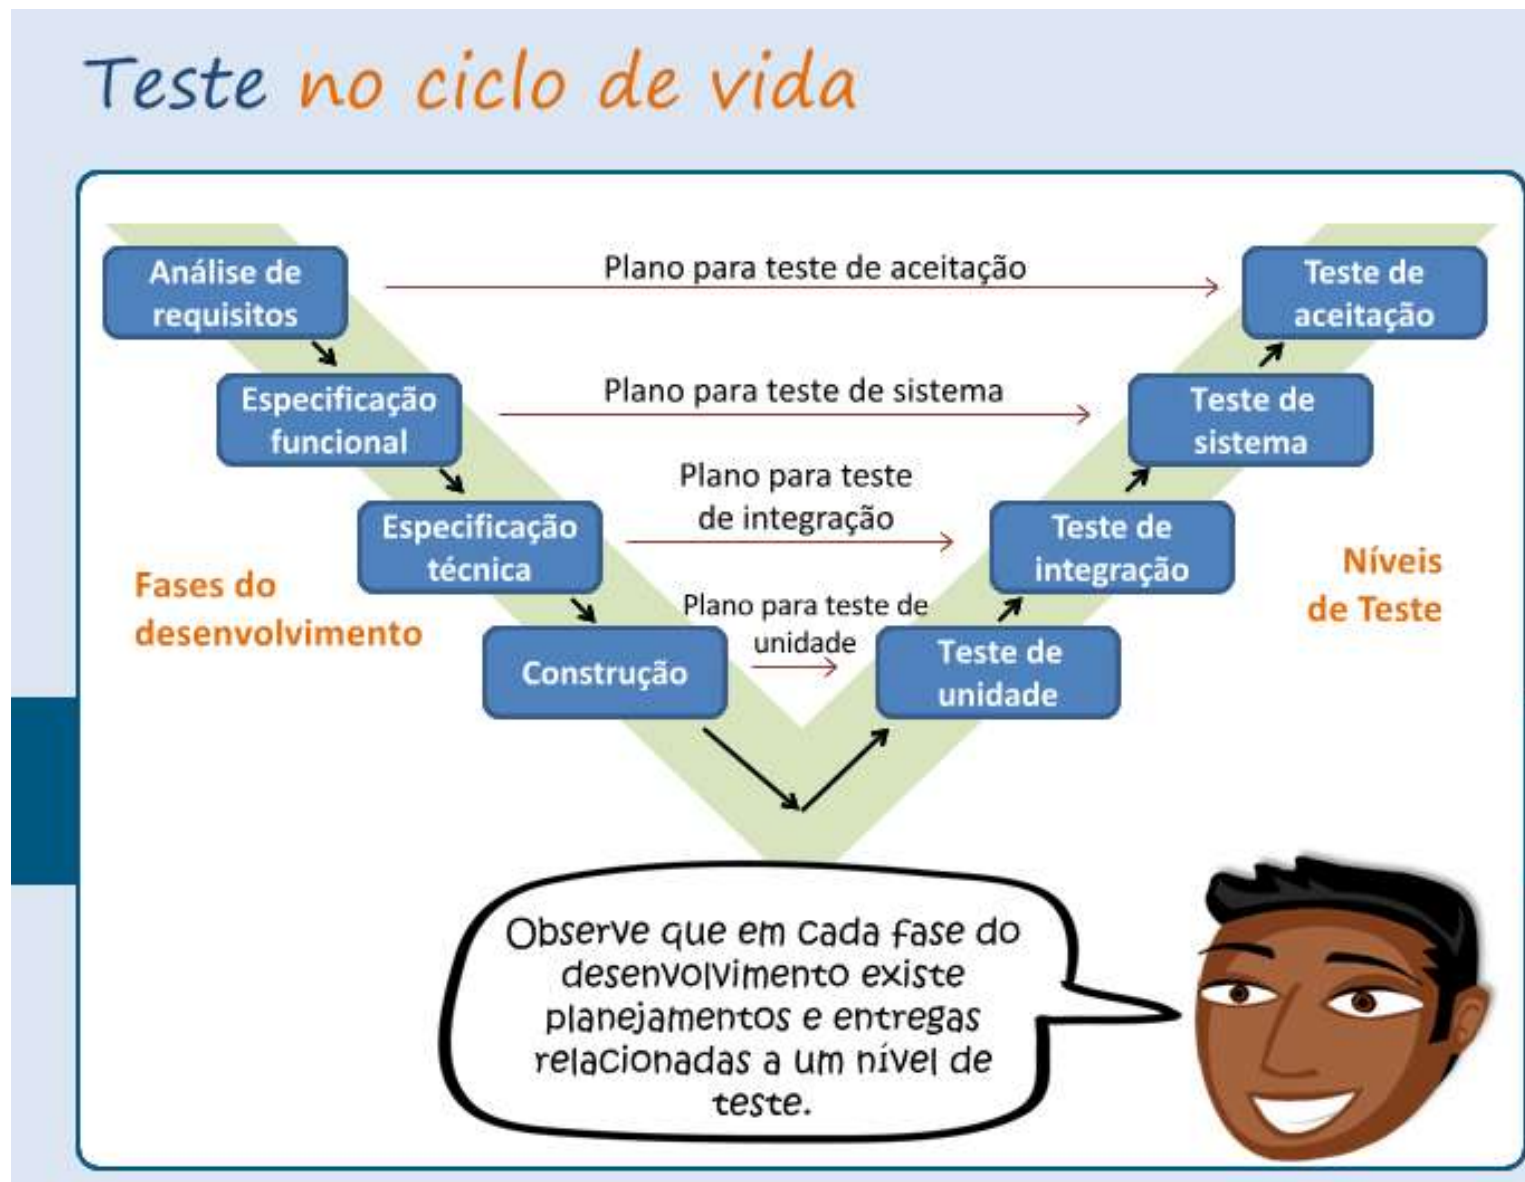 Teste no ciclo de vida
Análise de
requisitos
Plano para teste de aceitação
Teste de
aceitação
Especificação
funcional
Plano para teste de sistema
Teste de
sistema
Especificação
técnica
Plano para teste
de integração
Teste de
integração
Fases do
desenvolvimento
Níveis
de Teste
Construção
Plano para teste de
unidade
Teste de
unidade
Observe que em cada fase do
desenvolvimento existe
planejamentos e entregas
relacionadas a um nível de
teste.